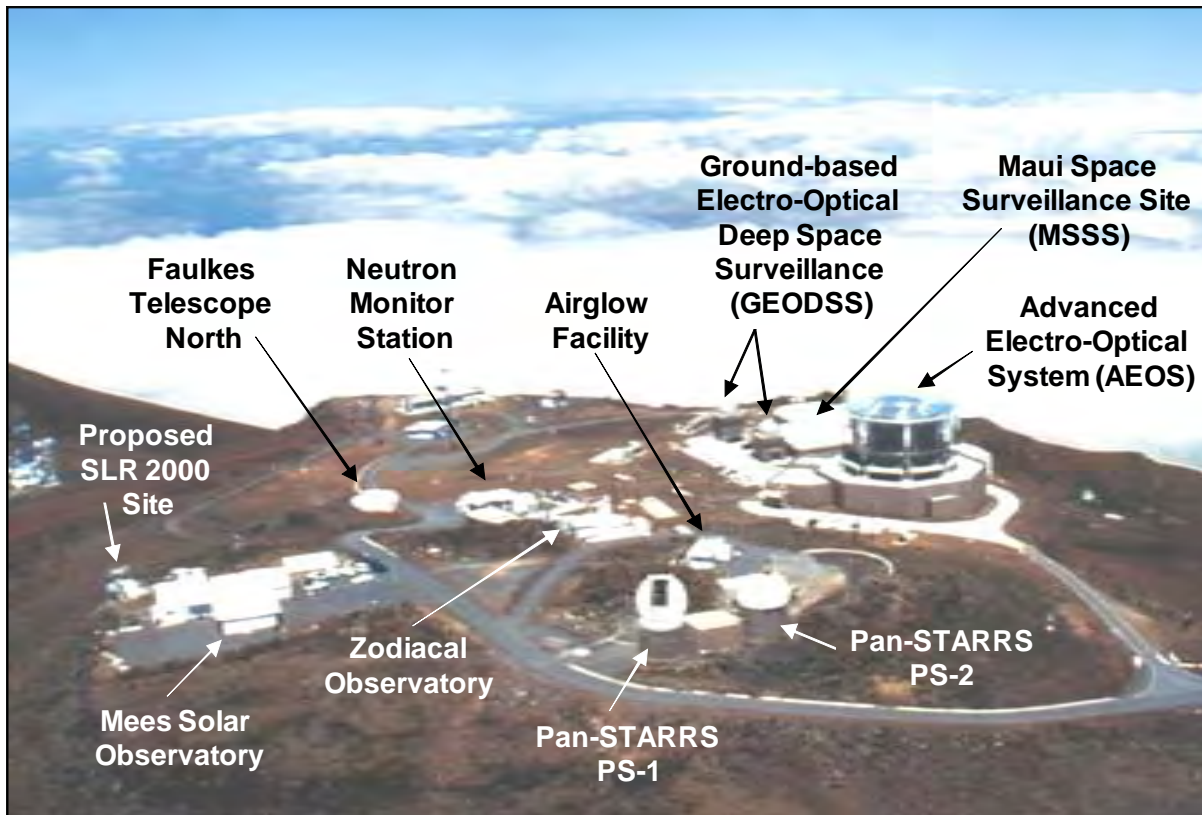 Ground-based
Electro-Optical
Deep Space
Surveillance
(GEODSS)
Maui Space
Surveillance Site
(MSSS)
Faulkes
Telescope
North
Neutron
Monitor
Station
Airglow
Facility
Advanced
Electro-Optical
System (AEOS)
Proposed
SLR 2000
Site
Zodiacal
Observatory
Pan-STARRS
PS-2
Mees Solar
Observatory
Pan-STARRS
PS-1